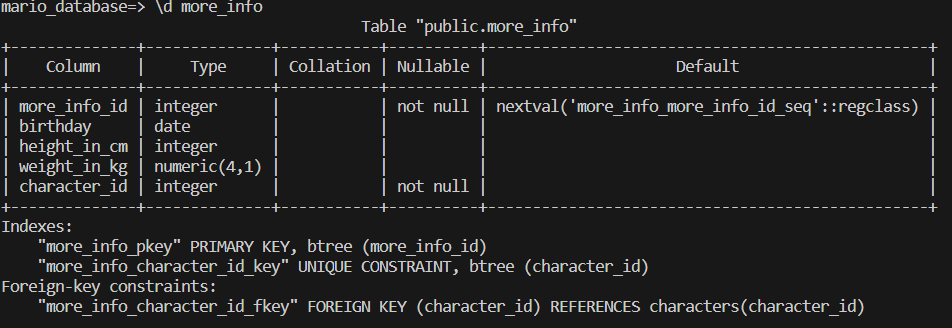 mario_database=> \d more_info
                                        Table "public.more_info"
+--------------+--------------+-----------+----------+--------------------------------------------------+
|    Column    |     Type     | Collation | Nullable |                     Default                      |
+--------------+--------------+-----------+----------+--------------------------------------------------+
| more_info_id | integer      |           | not null | nextval('more_info_more_info_id_seq'::regclass) |
| birthday     | date         |           |          |                                                  |
| height_in_cm | integer      |           |          |                                                  |
| weight_in_kg | numeric(4,1) |           |          |                                                  |
| character_id | integer      |           | not null |                                                  |
+--------------+--------------+-----------+----------+--------------------------------------------------+
Indexes:
    "more_info_pkey" PRIMARY KEY, btree (more_info_id)
    "more_info_character_id_key" UNIQUE CONSTRAINT, btree (character_id)
Foreign-key constraints:
    "more_info_character_id_fkey" FOREIGN KEY (character_id) REFERENCES characters(character_id)